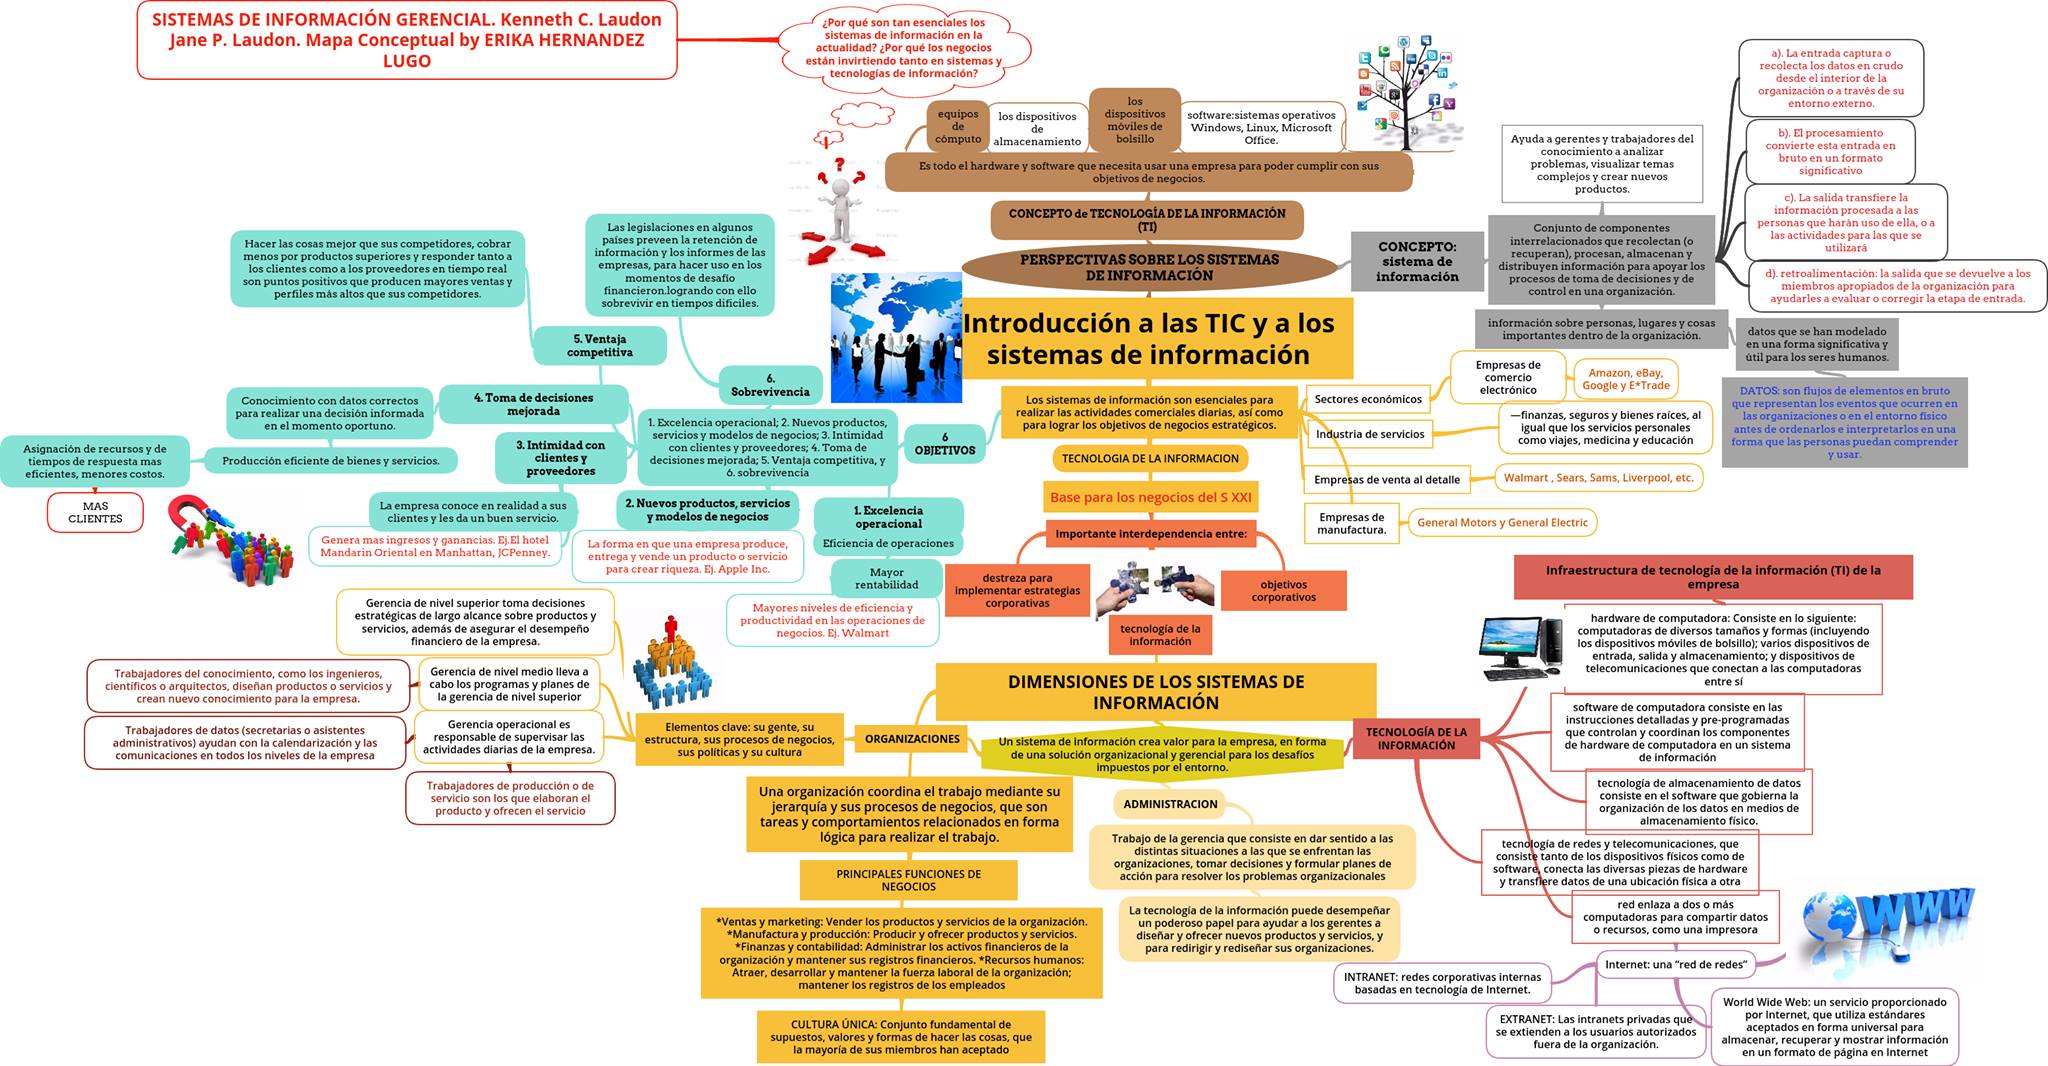 SISTEMAS DE INFORMACIÓN GERENCIAL. Kenneth C. Laudon
Jane P. Laudon. Mapa Conceptual by ERIKA HERNANDEZ
LUGO
¿Por qué son tan esenciales los
sistemas de información en la
actualidad? ¿Por qué los negocios
están invirtiendo tanto en sistemas y
tecnologías de información?
equipos
de
cómputo
los dispositivos
de
almacenamiento
los
dispositivos
móviles de
bolsillo
software:sistemas operativos
Windows, Linux, Microsoft
Office.
Es todo el hardware y software que necesita usar una empresa para poder cumplir con sus
objetivos de negocios.
CONCEPTO de TECNOLOGÍA DE LA INFORMACIÓN
(TI)
PERSPECTIVAS SOBRE LOS SISTEMAS
DE INFORMACIÓN
CONCEPTO:
sistema de
información
Ayuda a gerentes y trabajadores del
conocimiento a analizar
problemas, visualizar temas
complejos y crear nuevos
productos.
Conjunto de componentes
interrelacionados que recolectan (o
recuperan), procesan, almacenan y
distribuyen información para apoyar los
procesos de toma de decisiones y de
control en una organización.
a). La entrada captura o
recolecta los datos en crudo
desde el interior de la
organización o a través de su
entorno externo.
b). El procesamiento
convierte esta entrada en
bruto en un formato
significativo
c). La salida transfiere la
información procesada a las
personas que harán uso de ella, o a
las actividades para las que se
utilizará
d). retroalimentación: la salida que se devuelve a los
miembros apropiados de la organización para
ayudarles a evaluar o corregir la etapa de entrada.
información sobre personas, lugares y cosas
importantes dentro de la organización.
datos que se han modelado
en una forma significativa y
útil para los seres humanos.
DATOS: son flujos de elementos en bruto
que representan los eventos que ocurren en
las organizaciones o en el entorno físico
antes de ordenarlos e interpretarlos en una
forma que las personas puedan comprender
y usar.
Introducción a las TIC y a los
sistemas de información
Los sistemas de información son esenciales para
realizar las actividades comerciales diarias, así como
para lograr los objetivos de negocios estratégicos.
Sectores económicos
Empresas de
comercio
electrónico
Amazon, eBay,
Google y E*Trade
Industria de servicios
—finanzas, seguros y bienes raíces, al
igual que los servicios personales
como viajes, medicina y educación
Empresas de venta al detalle
Walmart , Sears, Sams, Liverpool, etc.
Empresas de
manufactura.
General Motors y General Electric
6
OBJETIVOS
1. Excelencia operacional; 2. Nuevos productos,
servicios y modelos de negocios; 3. Intimidad
con clientes y proveedores; 4. Toma de
decisiones mejorada; 5. Ventaja competitiva, y
6. sobrevivencia
6.
Sobrevivencia
Las legislaciones en algunos
países preveen la retención de
información y los informes de las
empresas, para hacer uso en los
momentos de desafío
financieron.logrando con ello
sobrevivir en tiempos difíciles.
5. Ventaja
competitiva
Hacer las cosas mejor que sus competidores, cobrar
menos por productos superiores y responder tanto a
los clientes como a los proveedores en tiempo real
son puntos positivos que producen mayores ventas y
perfiles más altos que sus competidores.
4. Toma de decisiones
mejorada
Conocimiento con datos correctos
para realizar una decisión informada
en el momento oportuno.
Producción eficiente de bienes y servicios.
Asignación de recursos y de
tiempos de respuesta mas
eficientes, menores costos.
MAS
CLIENTES
3. Intimidad con
clientes y
proveedores
La empresa conoce en realidad a sus
clientes y les da un buen servicio.
Genera mas ingresos y ganancias. Ej.El hotel
Mandarin Oriental en Manhattan, JCPenney.
2. Nuevos productos, servicios
y modelos de negocios
La forma en que una empresa produce,
entrega y vende un producto o servicio
para crear riqueza. Ej. Apple Inc.
1. Excelencia
operacional
Eficiencia de operaciones
Mayor
rentabilidad
Mayores niveles de eficiencia y
productividad en las operaciones de
negocios. Ej. Walmart
TECNOLOGIA DE LA INFORMACION
Base para los negocios del S XXI
Importante interdependencia entre:
destreza para
implementar estrategias
corporativas
objetivos
corporativos
tecnología de la
información
DIMENSIONES DE LOS SISTEMAS DE
INFORMACIÓN
Un sistema de información crea valor para la empresa, en forma
de una solución organizacional y gerencial para los desafíos
impuestos por el entorno.
ORGANIZACIONES
Elementos clave: su gente, su
estructura, sus procesos de negocios,
sus políticas y su cultura
Gerencia de nivel superior toma decisiones
estratégicas de largo alcance sobre productos y
servicios, además de asegurar el desempeño
financiero de la empresa.
Gerencia de nivel medio lleva a
cabo los programas y planes de
la gerencia de nivel superior
Trabajadores del conocimiento, como los ingenieros,
científicos o arquitectos, diseñan productos o servicios y
crean nuevo conocimiento para la empresa.
Gerencia operacional es
responsable de supervisar las
actividades diarias de la empresa.
Trabajadores de datos (secretarias o asistentes
administrativos) ayudan con la calendarización y las
comunicaciones en todos los niveles de la empresa
Trabajadores de producción o de
servicio son los que elaboran el
producto y ofrecen el servicio
Una organización coordina el trabajo mediante su
jerarquía y sus procesos de negocios, que son
tareas y comportamientos relacionados en forma
lógica para realizar el trabajo.
PRINCIPALES FUNCIONES DE
NEGOCIOS
*Ventas y marketing: Vender los productos y servicios de la organización.
*Manufactura y producción: Producir y ofrecer productos y servicios.
*Finanzas y contabilidad: Administrar los activos financieros de la
organización y mantener sus registros financieros. *Recursos humanos:
Atraer, desarrollar y mantener la fuerza laboral de la organización;
mantener los registros de los empleados
CULTURA ÚNICA: Conjunto fundamental de
supuestos, valores y formas de hacer las cosas, que
la mayoría de sus miembros han aceptado
ADMINISTRACION
Trabajo de la gerencia que consiste en dar sentido a las
distintas situaciones a las que se enfrentan las
organizaciones, tomar decisiones y formular planes de
acción para resolver los problemas organizacionales
La tecnología de la información puede desempeñar
un poderoso papel para ayudar a los gerentes a
diseñar y ofrecer nuevos productos y servicios, y
para redirigir y rediseñar sus organizaciones.
TECNOLOGÍA DE LA
INFORMACIÓN
Infraestructura de tecnología de la información (TI) de la
empresa
hardware de computadora: Consiste en lo siguiente:
computadoras de diversos tamaños y formas (incluyendo
los dispositivos móviles de bolsillo); varios dispositivos de
entrada, salida y almacenamiento; y dispositivos de
telecomunicaciones que conectan a las computadoras
entre sí
software de computadora consiste en las
instrucciones detalladas y pre-programadas
que controlan y coordinan los componentes
de hardware de computadora en un sistema
de información
tecnología de almacenamiento de datos
consiste en el software que gobierna la
organización de los datos en medios de
almacenamiento físico.
tecnología de redes y telecomunicaciones, que
consiste tanto de los dispositivos físicos como de
software, conecta las diversas piezas de hardware
y transfiere datos de una ubicación física a otra
red enlaza a dos o más
computadoras para compartir datos
o recursos, como una impresora
Internet: una “red de redes”
WWW
INTRANET: redes corporativas internas
basadas en tecnología de Internet.
EXTRANET: Las intranets privadas que
se extienden a los usuarios autorizados
fuera de la organización.
World Wide Web: un servicio proporcionado
por Internet, que utiliza estándares
aceptados en forma universal para
almacenar, recuperar y mostrar información
en un formato de página en Internet